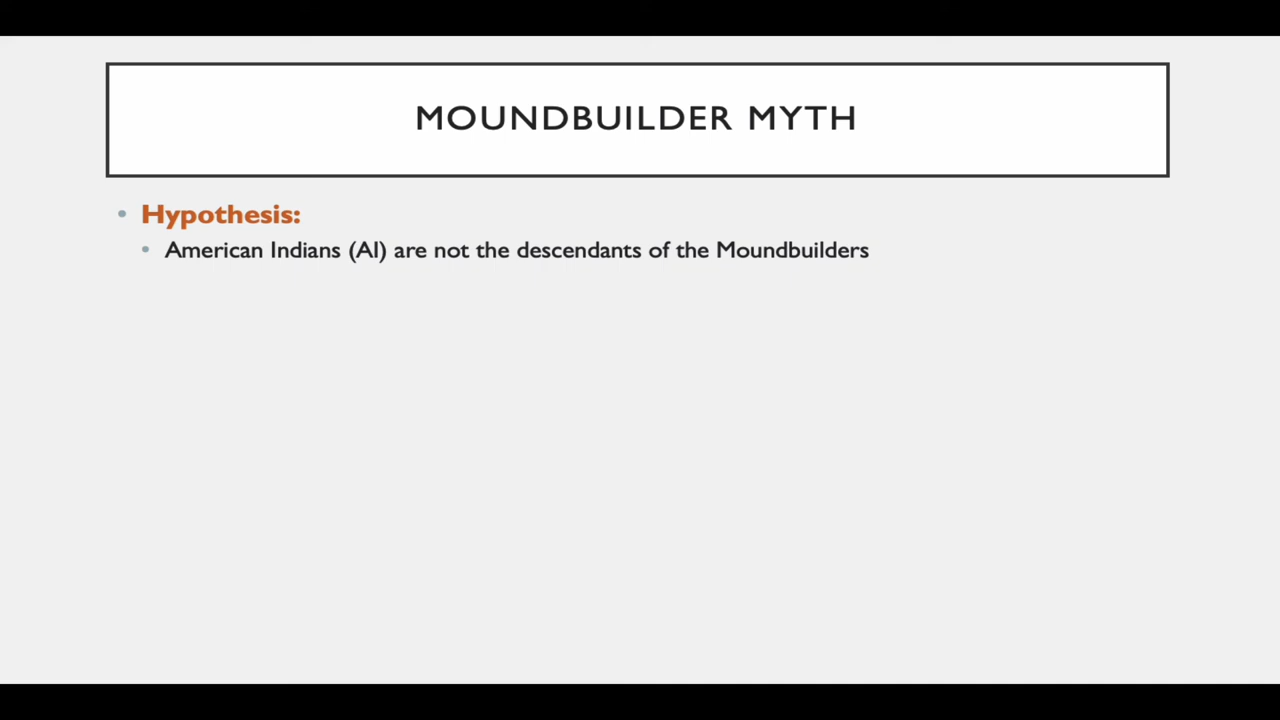 MOUNDBUILDER MYTH
• Hypothesis:
• American Indians (AI) are not the descendants of the Moundbuilders